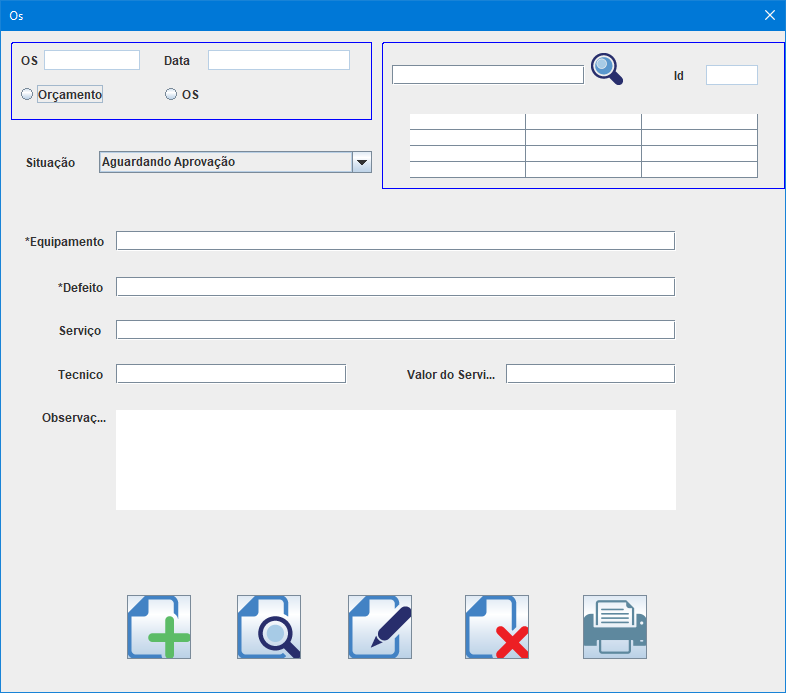 Os
OS
Data
Id
Orçamento
OS
Situação
Aguardando Aprovação
*Equipamento
*Defeito
Serviço
Tecnico
Valor do Servi...
Observaç...